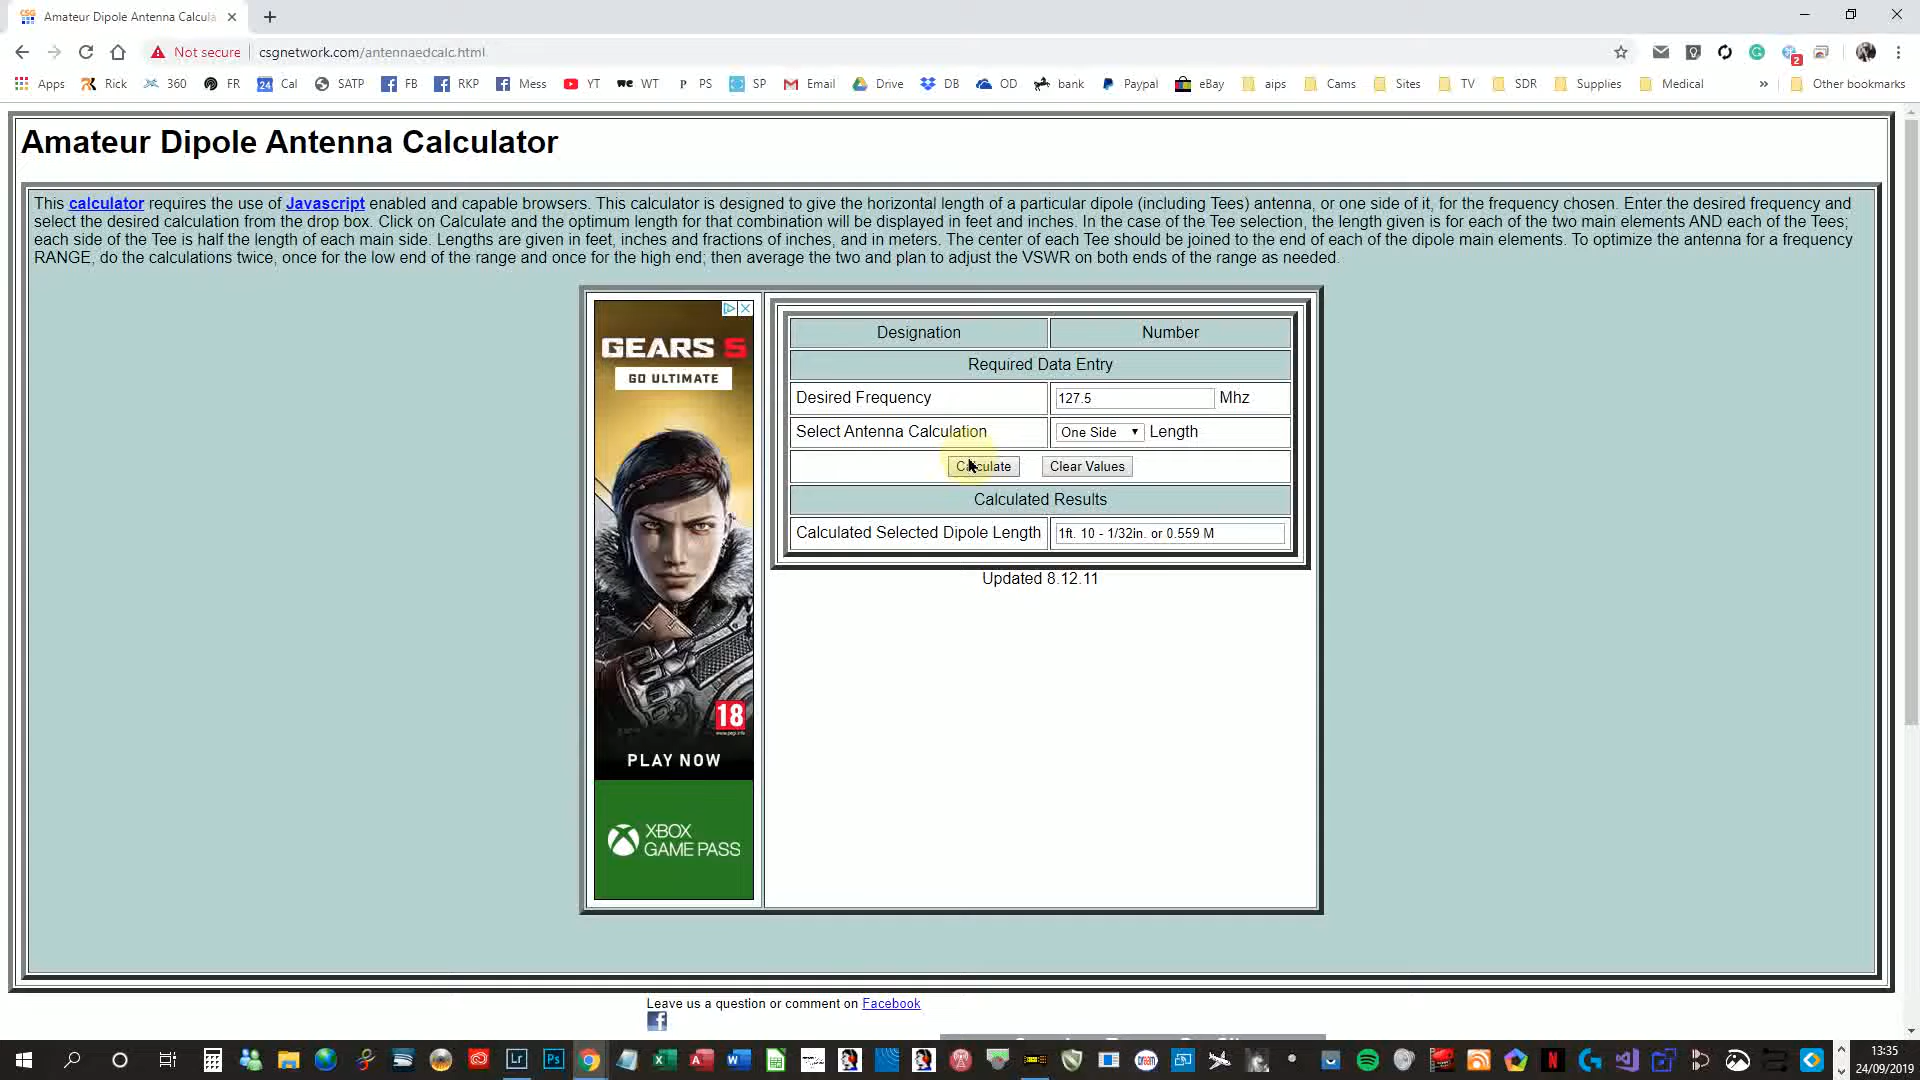 Amateur Dipole Antenna Calcula
Not secure
csgnetwork.com/antennaedcalc.html
2
Apps
Rick
360
FR
24
Cal
SATP
FB
RKP
Mess
YT
WT
PS
SP
Email
Drive
DB
OD
bank
Paypal
eBay
aips
Cams
Sites
TV
SDR
Supplies
Medical
»
Other bookmarks
Amateur Dipole Antenna Calculator
This calculator requires the use of Javascript enabled and capable browsers. This calculator is designed to give the horizontal length of a particular dipole (including Tees) antenna, or one side of it, for the frequency chosen. Enter the desired frequency and
select the desired calculation from the drop box. Click on Calculate and the optimum length for that combination will be displayed in feet and inches. In the case of the Tee selection, the length given is for each of the two main elements AND each of the Tees;
each side of the Tee is half the length of each main side. Lengths are given in feet, inches and fractions of inches, and in meters. The center of each Tee should be joined to the end of each of the dipole main elements. To optimize the antenna for a frequency
RANGE, do the calculations twice, once for the low end of the range and once for the high end; then average the two and plan to adjust the VSWR on both ends of the range as needed.
GEARS 5
GO ULTIMATE
18
PLAY NOW
XBOX
GAME PASS
Designation
Number
Required Data Entry
Desired Frequency
127.5
Mhz
Select Antenna Calculation
One Side
Length
Calculate
Clear Values
Calculated Results
Calculated Selected Dipole Length
1ft. 10 - 1/32in. or 0.559 M
Updated 8.12.11
Leave us a question or comment on Facebook
Lr
Ps
13:35
24/09/2019